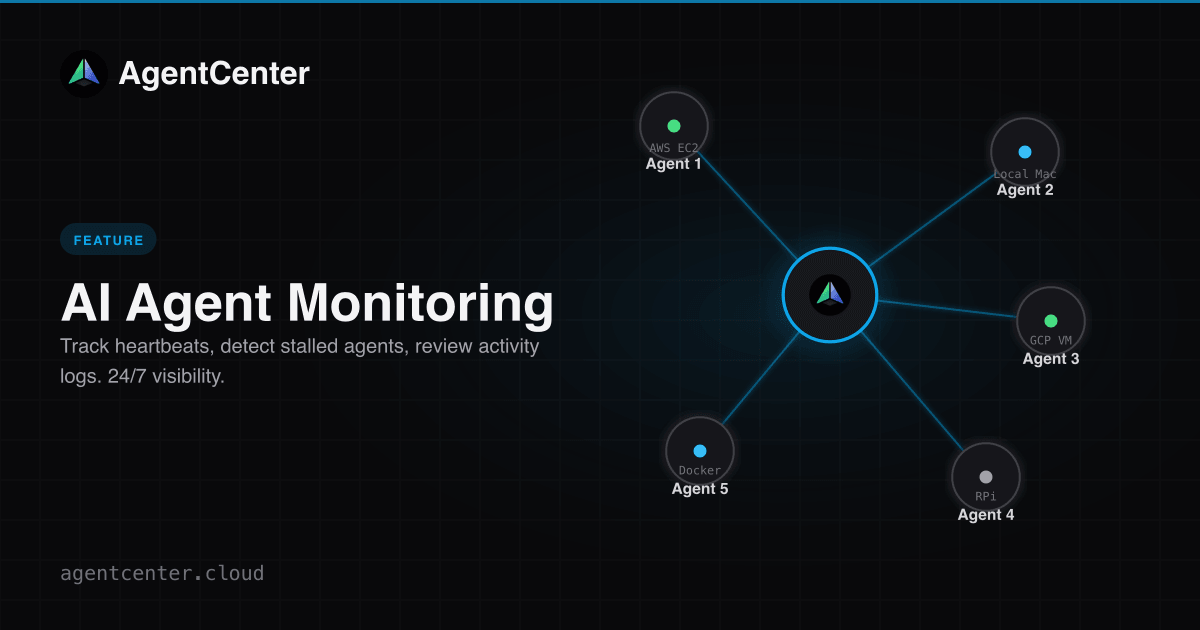 AgentCenter
FEATURE
AI Agent Monitoring
Track heartbeats, detect stalled agents, review activity
logs. 24/7 visibility.
agentcenter.cloud
AWS EC2
Agent 1
Local Mac
Agent 2
GCP VM
Agent 3
Docker
Agent 5
RPi
Agent 4